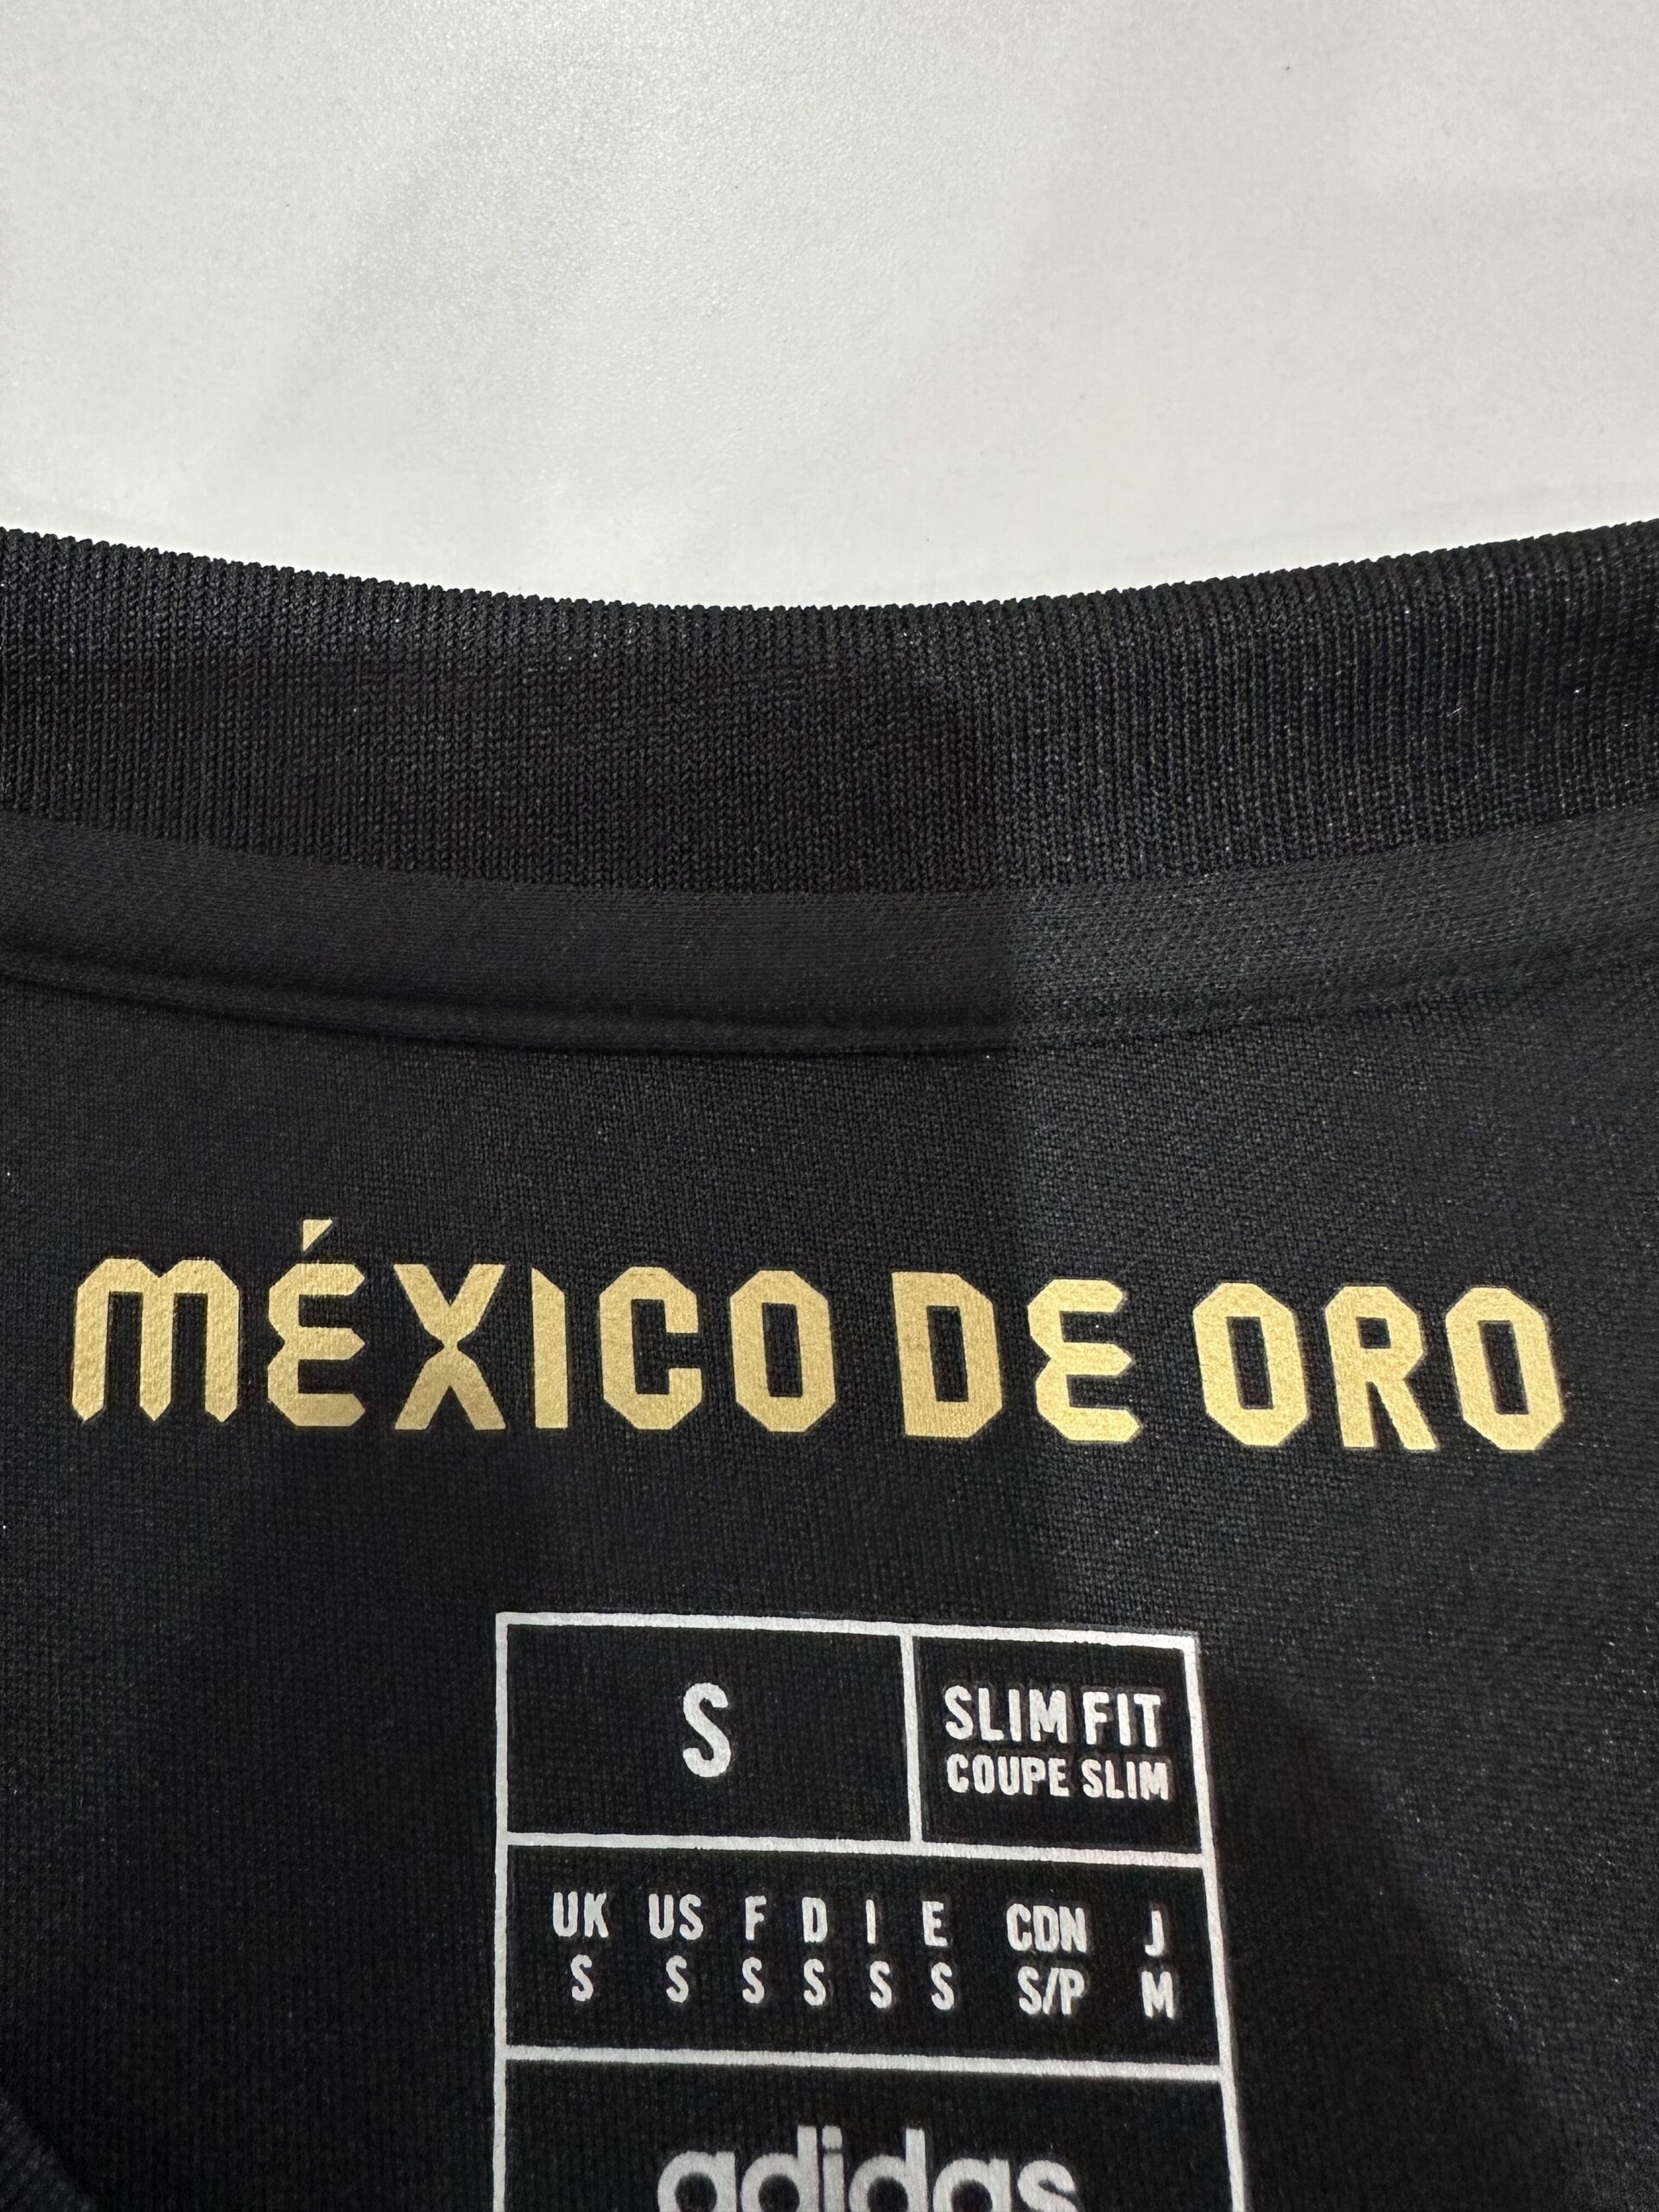 MÉXICO DE ORO
S
SLIM FIT
COUPE SLIM
UK US F D I E CDN J
S S S S S S S/P M
adidas